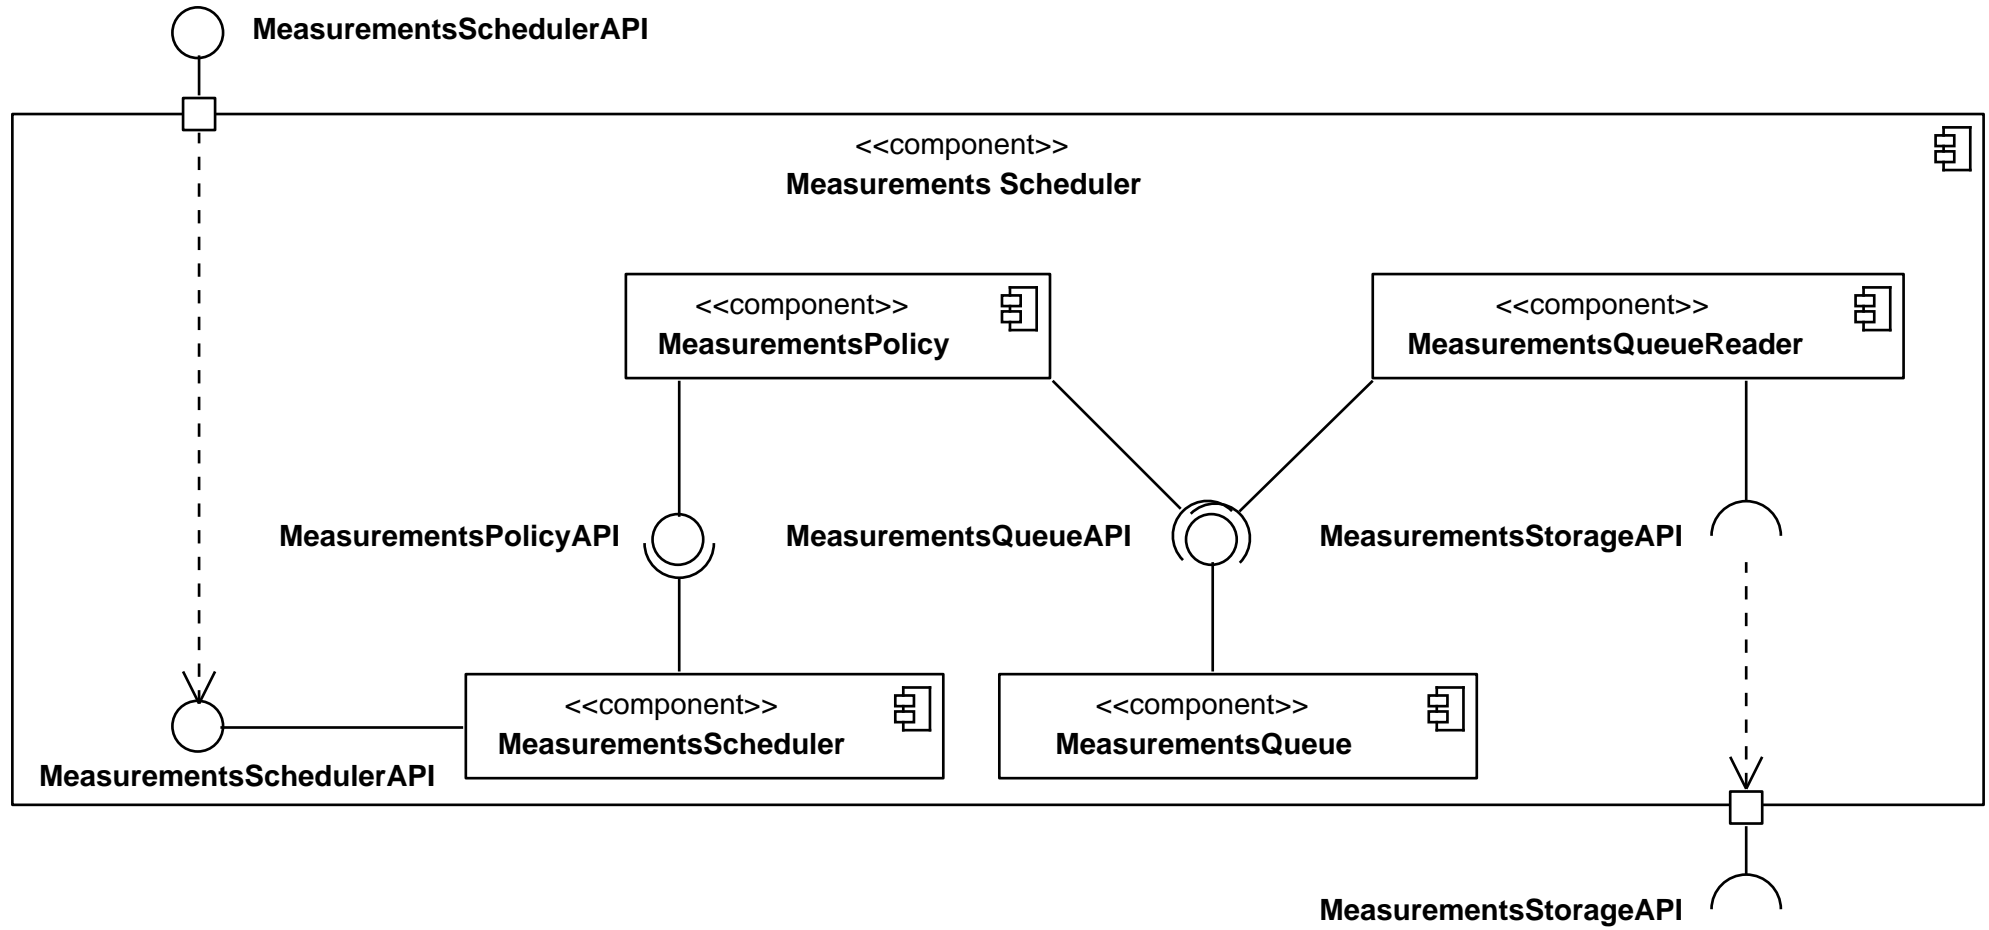 MeasurementsSchedulerAPI
<<component>>
Measurements Scheduler
<<component>>
MeasurementsPolicy
<<component>>
MeasurementsQueueReader
MeasurementsPolicyAPI
MeasurementsQueueAPI
MeasurementsStorageAPI
<<component>>
MeasurementsScheduler
<<component>>
MeasurementsQueue
MeasurementsSchedulerAPI
MeasurementsStorageAPI